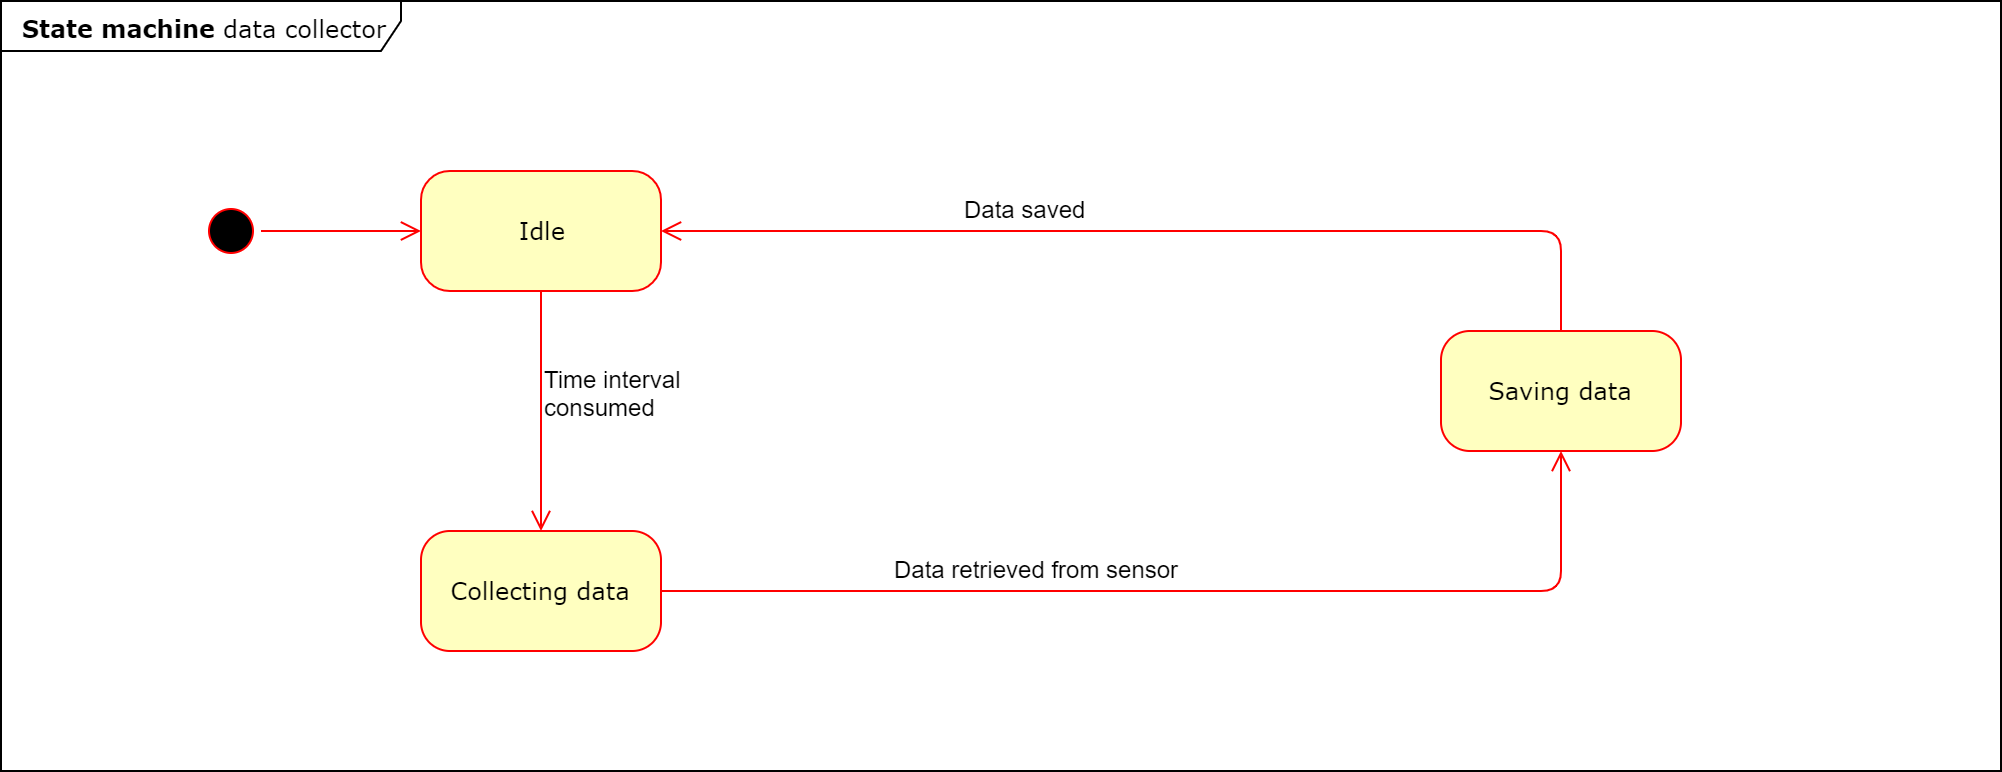 State machine data collector
Idle
Data saved
Time interval
consumed
Saving data
Data retrieved from sensor
Collecting data